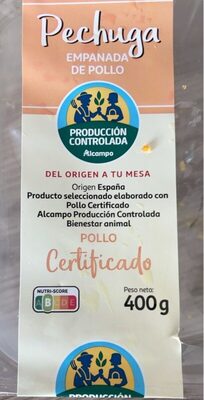 Pechuga
EMPANADA
DE POLLO
PRODUCCIÓN
CONTROLADA
Alcampo
DEL ORIGEN A TU MESA
Origen España
Producto seleccionado elaborado con
Pollo Certificado
Alcampo Producción Controlada
Bienestar animal
POLLO
Certificado
NUTRI-SCORE
A B C D E
Peso neto:
400g
PRODUCCIÓN